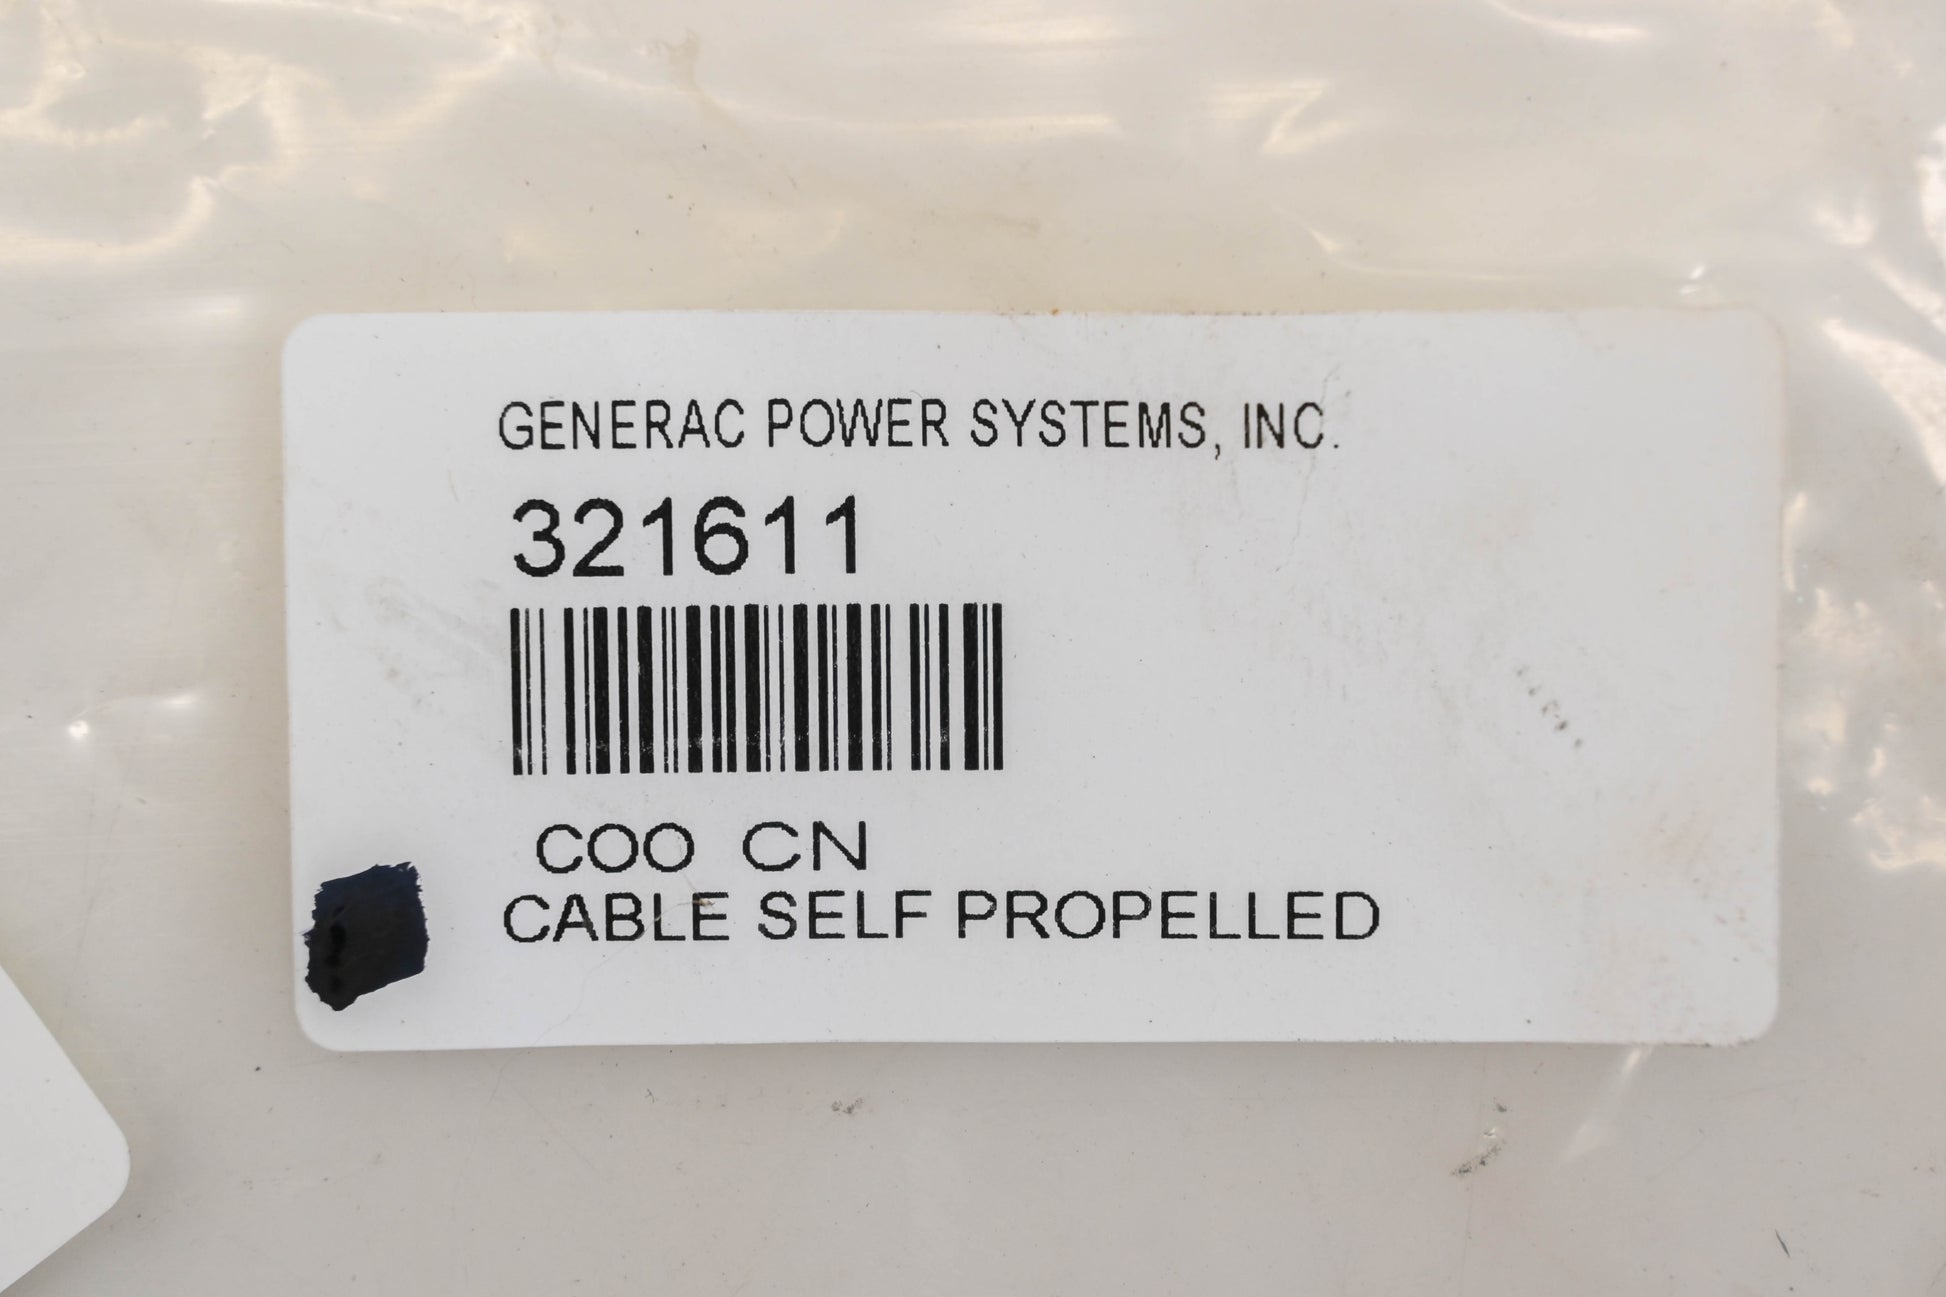 GENERAC POWER SYSTEMS, INC.
321611
COO CN
CABLE SELF PROPELLED